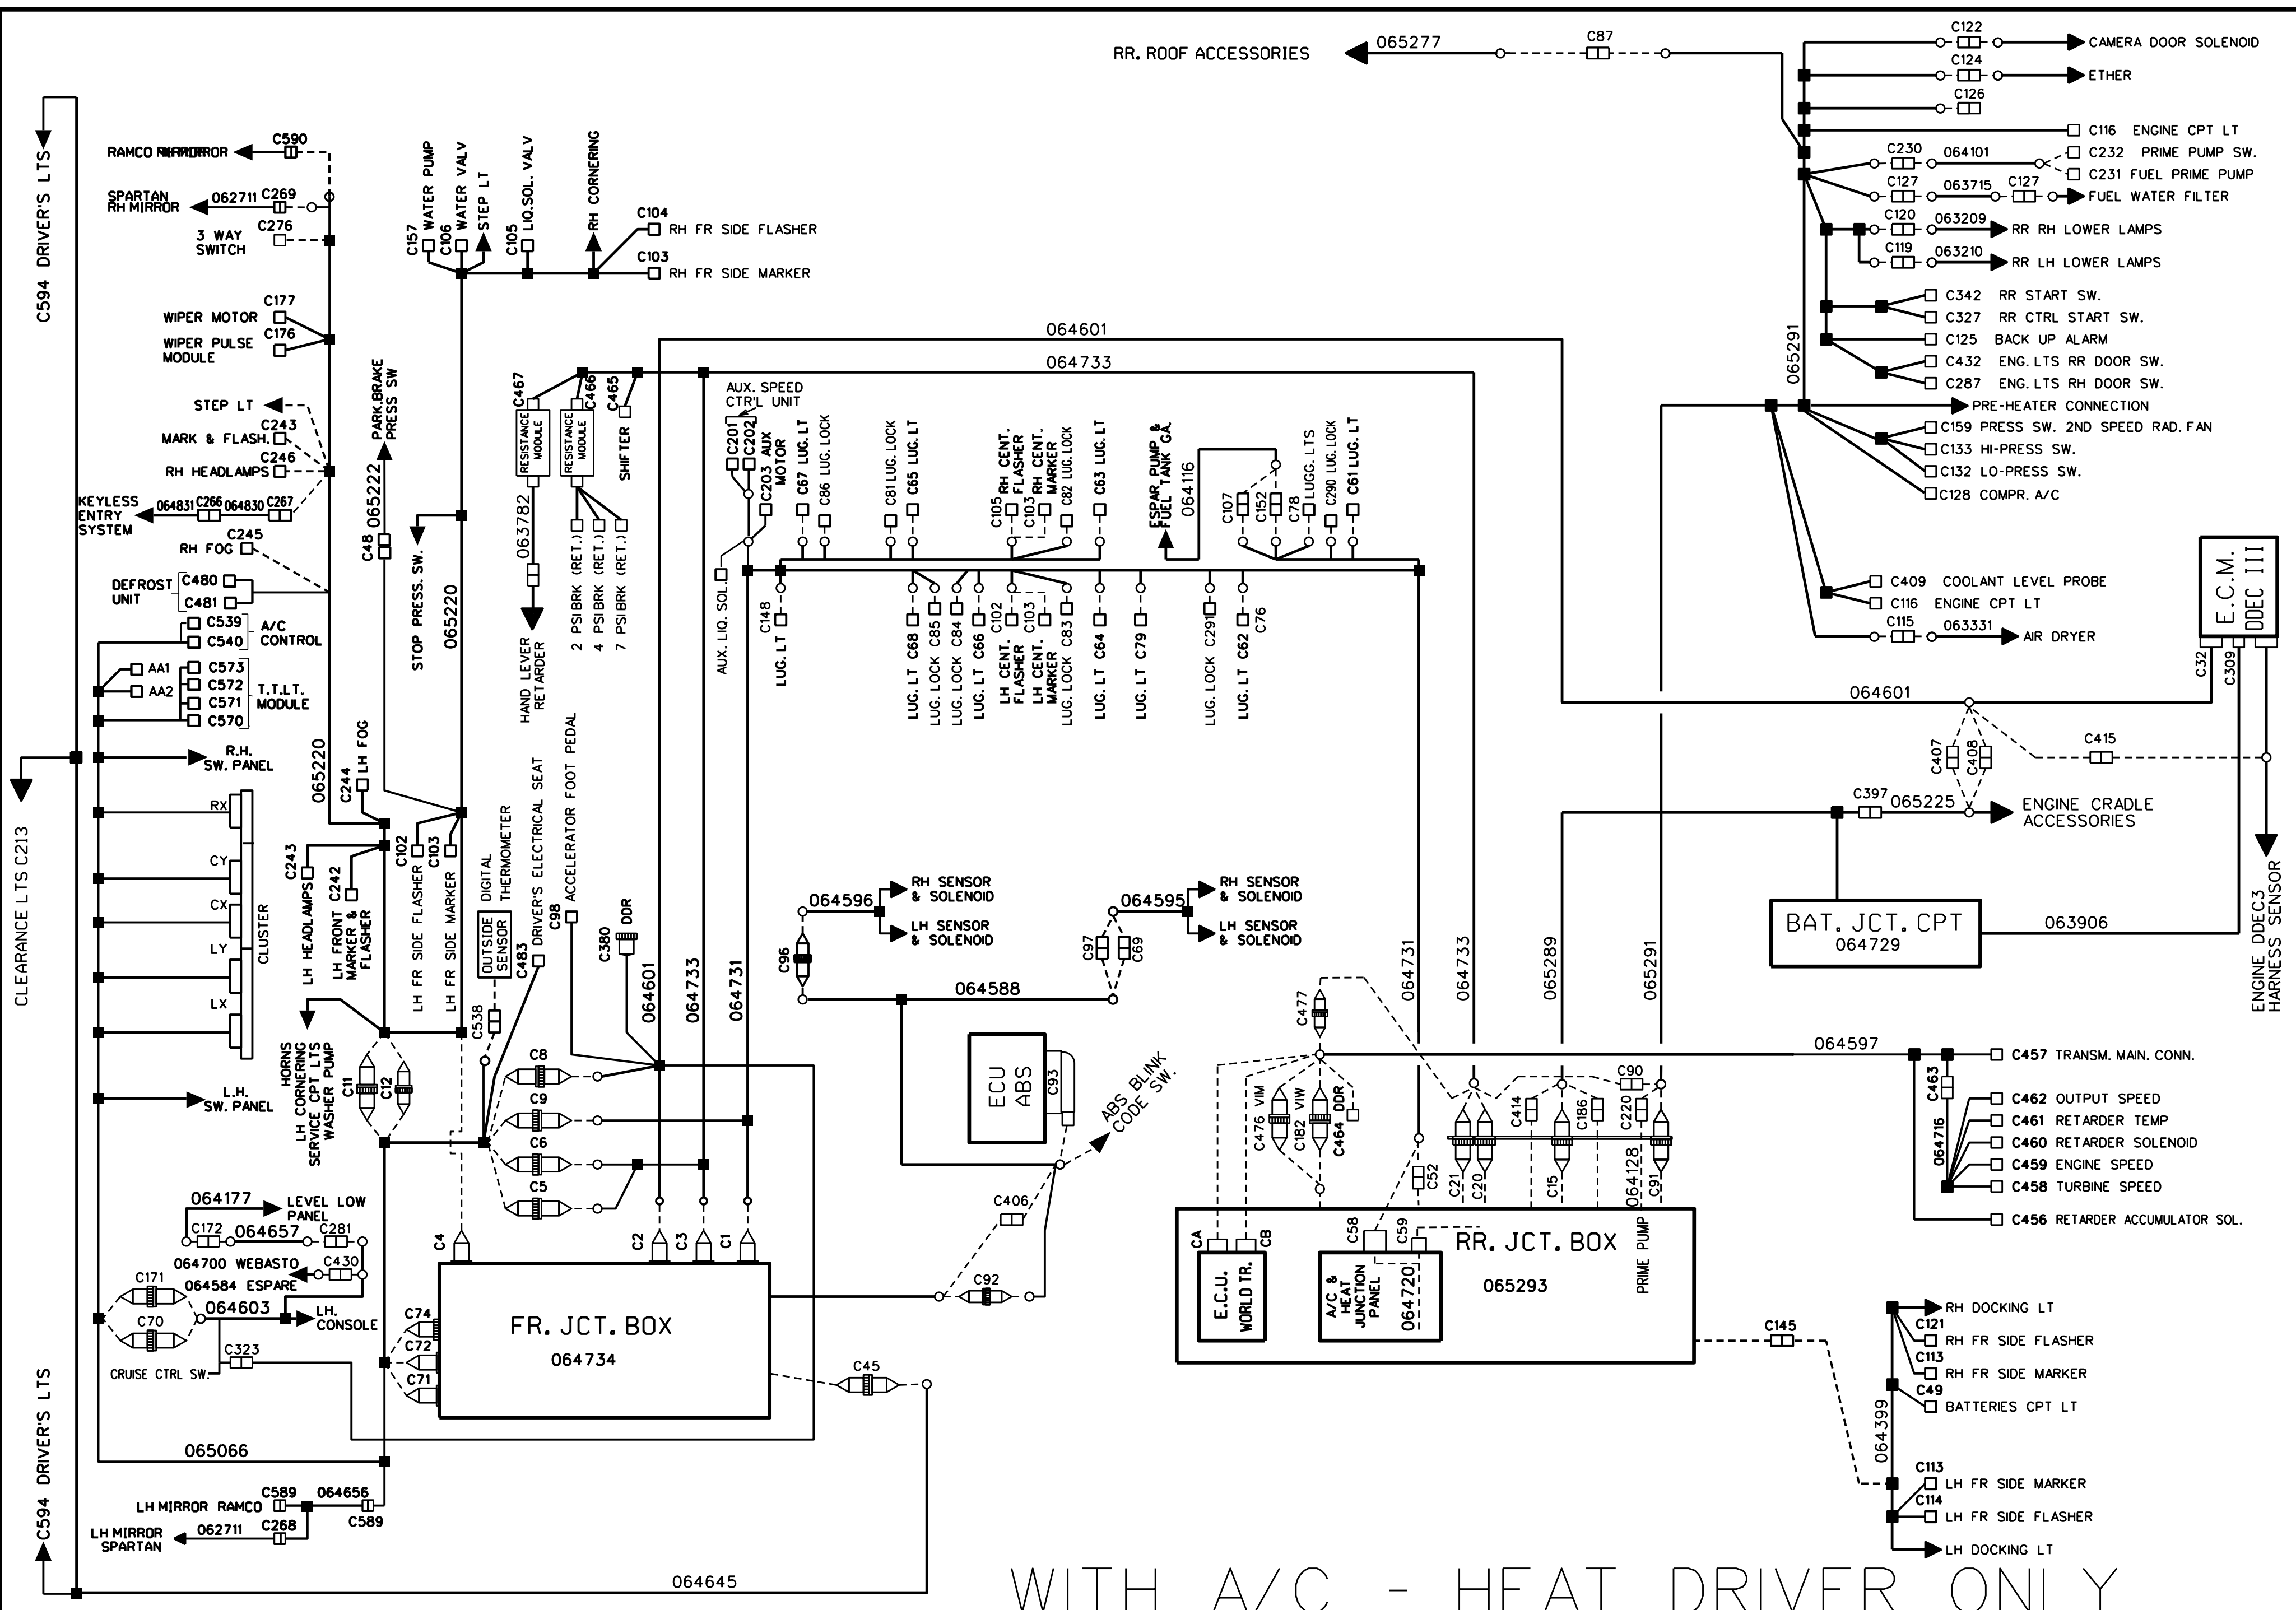 RR. ROOF ACCESSORIES
065277
C87
C122
CAMERA DOOR SOLENOID
C124
ETHER
C126
C116 ENGINE CPT LT
C230
064101
C232 PRIME PUMP SW.
C231 FUEL PRIME PUMP
C127
063715
C127
FUEL WATER FILTER
C120
063209
RR RH LOWER LAMPS
C119
063210
RR LH LOWER LAMPS
C342 RR START SW.
C327 RR CTRL START SW.
C125 BACK UP ALARM
C432 ENG. LTS RR DOOR SW.
C287 ENG. LTS RH DOOR SW.
065291
PRE-HEATER CONNECTION
C159 PRESS SW. 2ND SPEED RAD. FAN
C133 HI-PRESS SW.
C132 LO-PRESS SW.
C128 COMPR. A/C
C409 COOLANT LEVEL PROBE
C116 ENGINE CPT LT
C115
063331
AIR DRYER
E.C.M.
DDEC III
C32
C309
C594 DRIVER'S LTS
RAMCO
C590
SPARTAN
RH MIRROR
062711
C269
3 WAY
SWITCH
C276
WIPER MOTOR
C177
WIPER PULSE
MODULE
C176
STEP LT
MARK & FLASH.
C243
RH HEADLAMPS
C246
KEYLESS
ENTRY
SYSTEM
064831
C266
064830
C267
RH FOG
C245
DEFROST
UNIT
C480
C481
C539
C540
A/C
CONTROL
AA1
AA2
C573
C572
C571
C570
T.T.LT.
MODULE
R.H.
SW. PANEL
CLEARANCE LTS C213
RX
CY
CX
LY
LX
CLUSTER
L.H.
SW. PANEL
C157 WATER PUMP
C106 WATER VALV
STEP LT
C105 LIQ.SOL. VALV
RH CORNERING
C104
RH FR SIDE FLASHER
C103
RH FR SIDE MARKER
PARK.BRAKE
PRESS SW
065222
C48
STOP PRESS. SW.
065220
065220
C244 LH FOG
C243
LH HEADLAMPS
C242
LH FRONT
MARKER &
FLASHER
C102
LH FR SIDE FLASHER
C103
LH FR SIDE MARKER
HORNS
LH CORNERING
SERVICE CPT LTS
WASHER PUMP
C11
C12
064601
064733
C467
RESISTANCE
MODULE
C466
RESISTANCE
MODULE
C465
SHIFTER
063782
HAND LEVER
RETARDER
2 PSI BRK (RET.)
4 PSI BRK (RET.)
7 PSI BRK (RET.)
AUX. SPEED
CTR'L UNIT
C201
C202
C203 AUX
MOTOR
AUX. LIQ. SOL.
C67 LUG. LT
C86 LUG. LOCK
C81 LUG. LOCK
C65 LUG. LT
C105 RH CENT.
FLASHER
C103 RH CENT.
MARKER
C82 LUG. LOCK
C63 LUG. LT
ESPAR PUMP &
FUEL TANK GA.
064116
C107
C152
C78 LUGG. LTS
C290 LUG. LOCK
C61 LUG. LT
C148
LUG. LT
LUG. LT C68
LUG. LOCK C85
LUG. LOCK C84
LUG. LT C66
C102
LH CENT.
FLASHER
C103
LH CENT.
MARKER
LUG. LOCK C83
LUG. LT C64
LUG. LT C79
LUG. LOCK C291
LUG. LT C62
C76
DIGITAL
THERMOMETER
OUTSIDE
SENSOR
C483 DRIVER'S ELECTRICAL SEAT
C98 ACCELERATOR FOOT PEDAL
C380 DDR
064601
064733
064731
C538
C8
C9
C6
C5
C4
C2
C3
C1
064596
RH SENSOR
& SOLENOID
LH SENSOR
& SOLENOID
C96
064595
RH SENSOR
& SOLENOID
LH SENSOR
& SOLENOID
C97
C69
064588
ECU
ABS
C93
ABS BLINK
CODE SW.
C406
C92
064731
064733
065289
065291
064601
C407
C408
C415
C397
065225
ENGINE CRADLE
ACCESSORIES
BAT. JCT. CPT
064729
063906
ENGINE DDEC3
HARNESS SENSOR
C477
064597
C457 TRANSM. MAIN. CONN.
C463
064716
C462 OUTPUT SPEED
C461 RETARDER TEMP
C460 RETARDER SOLENOID
C459 ENGINE SPEED
C458 TURBINE SPEED
C456 RETARDER ACCUMULATOR SOL.
C476 VIM
C182 VIW
C464 DDR
C52
C21
C20
C414
C15
C186
C90
C220
064128
C91
PRIME PUMP
CA
CB
E.C.U.
WORLD TR.
C58
C59
A/C &
HEAT
JUNCTION
PANEL
064720
RR. JCT. BOX
065293
C145
RH DOCKING LT
C121
RH FR SIDE FLASHER
C113
RH FR SIDE MARKER
C49
BATTERIES CPT LT
064399
C113
LH FR SIDE MARKER
C114
LH FR SIDE FLASHER
LH DOCKING LT
064177
LEVEL LOW
PANEL
C172
064657
C281
064700 WEBASTO
C430
064584 ESPARE
C171
064603
LH.
CONSOLE
C70
C323
CRUISE CTRL SW.
C74
C72
C71
FR. JCT. BOX
064734
C45
065066
LH MIRROR RAMCO
C589
064656
C589
LH MIRROR
SPARTAN
062711
C268
C594 DRIVER'S LTS
064645
WITH A/C - HEAT DRIVER ONLY